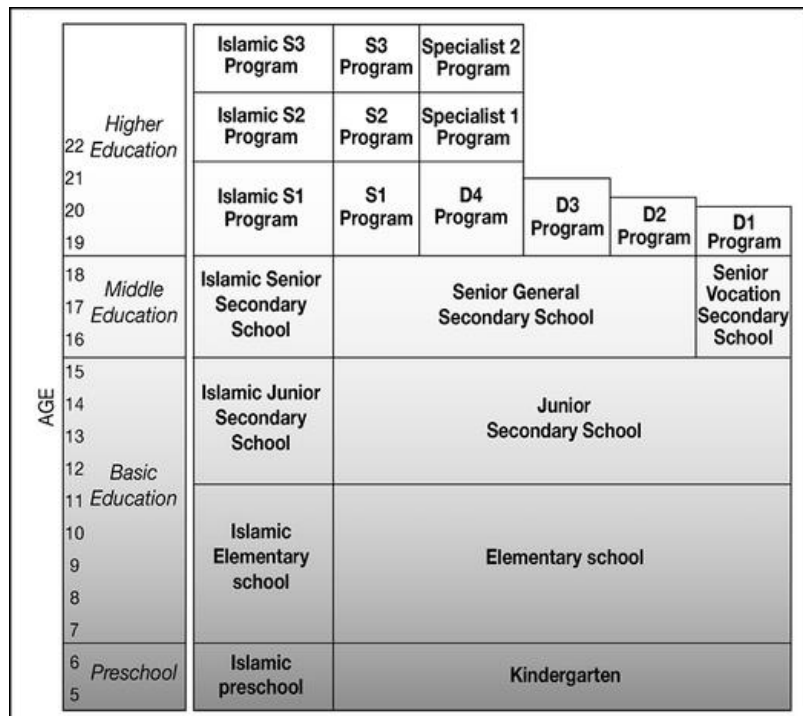 Islamic S3
Program
S3
Program
Specialist 2
Program
Higher
Education
Islamic S2
Program
S2
Program
Specialist 1
Program
22
21
20
19
Islamic S1
Program
S1
Program
D4
Program
D3
Program
D2
Program
D1
Program
18
17
16
Middle
Education
Islamic Senior
Secondary
School
Senior General
Secondary School
Senior
Vocation
Secondary
School
AGE
15
14
13
12
11
10
9
8
7
Basic
Education
Islamic Junior
Secondary
School
Junior
Secondary School
Islamic
Elementary
school
Elementary school
6
5
Preschool
Islamic
preschool
Kindergarten